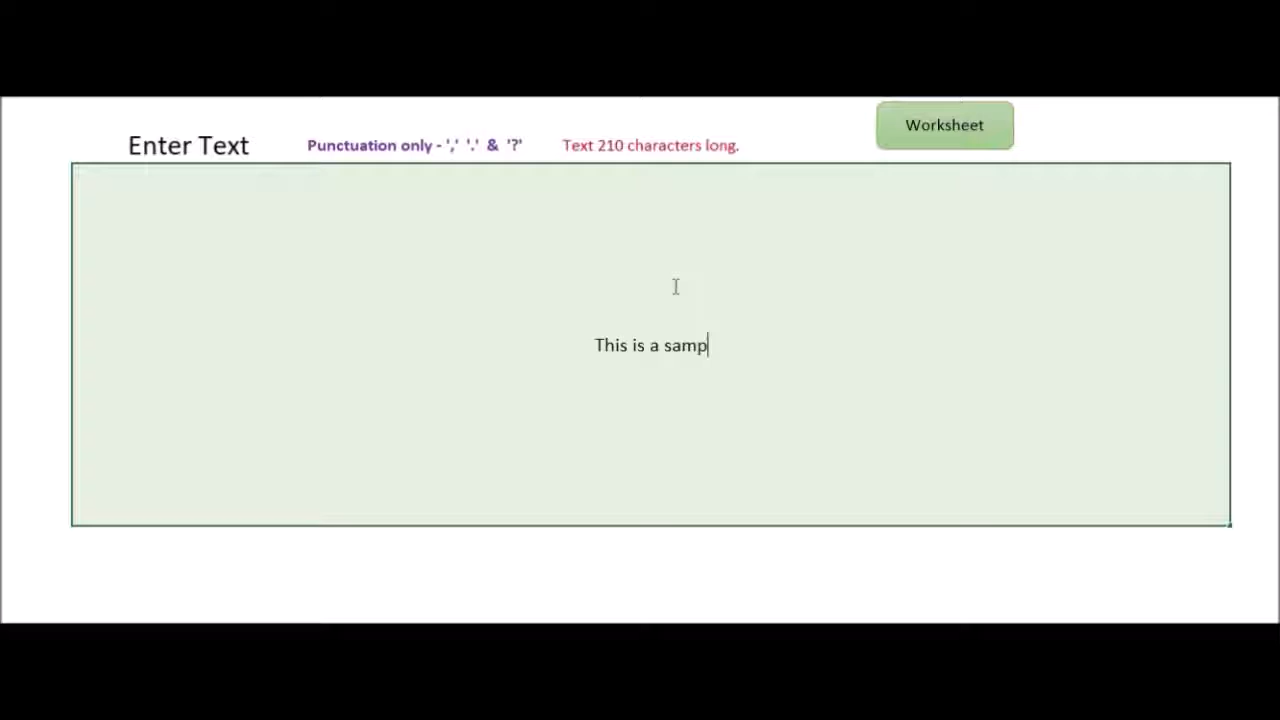 Worksheet
Enter Text
Punctuation only - ',' '.' & '?'
Text 210 characters long.
This is a samp